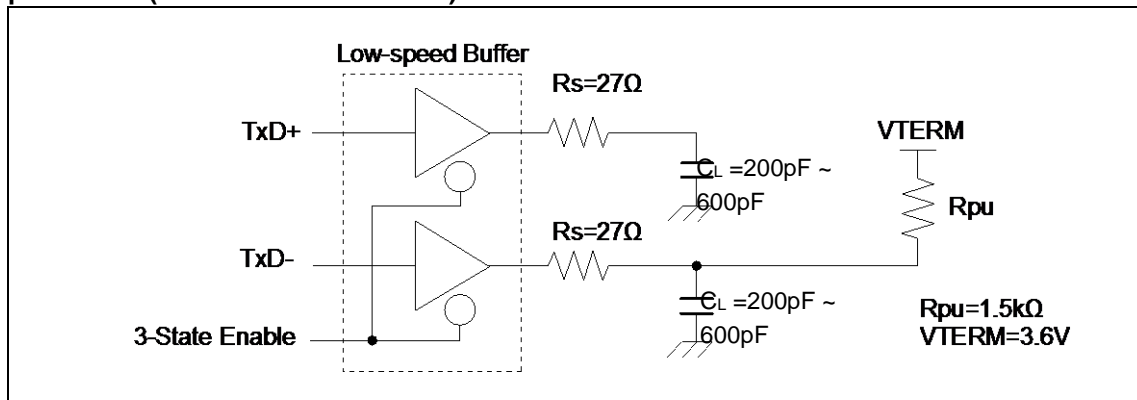 Low-speed Buffer
Rs=27Ω
TxD+
VTERM
CL =200pF ~
600pF
Rpu
Rs=27Ω
TxD-
CL =200pF ~
600pF
Rpu=1.5kΩ
VTERM=3.6V
3-State Enable